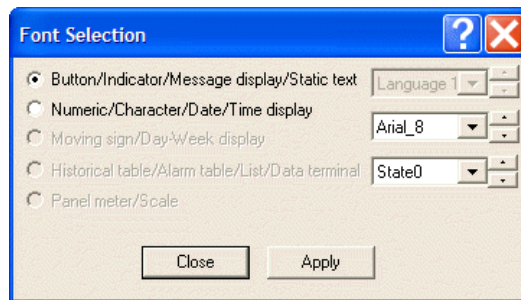 Font Selection
Button/Indicator/Message display/Static text
Language 1
Numeric/Character/Date/Time display
Arial_8
Moving sign/Day-Week display
Historical table/Alarm table/List/Data terminal
State0
Panel meter/Scale
Close
Apply